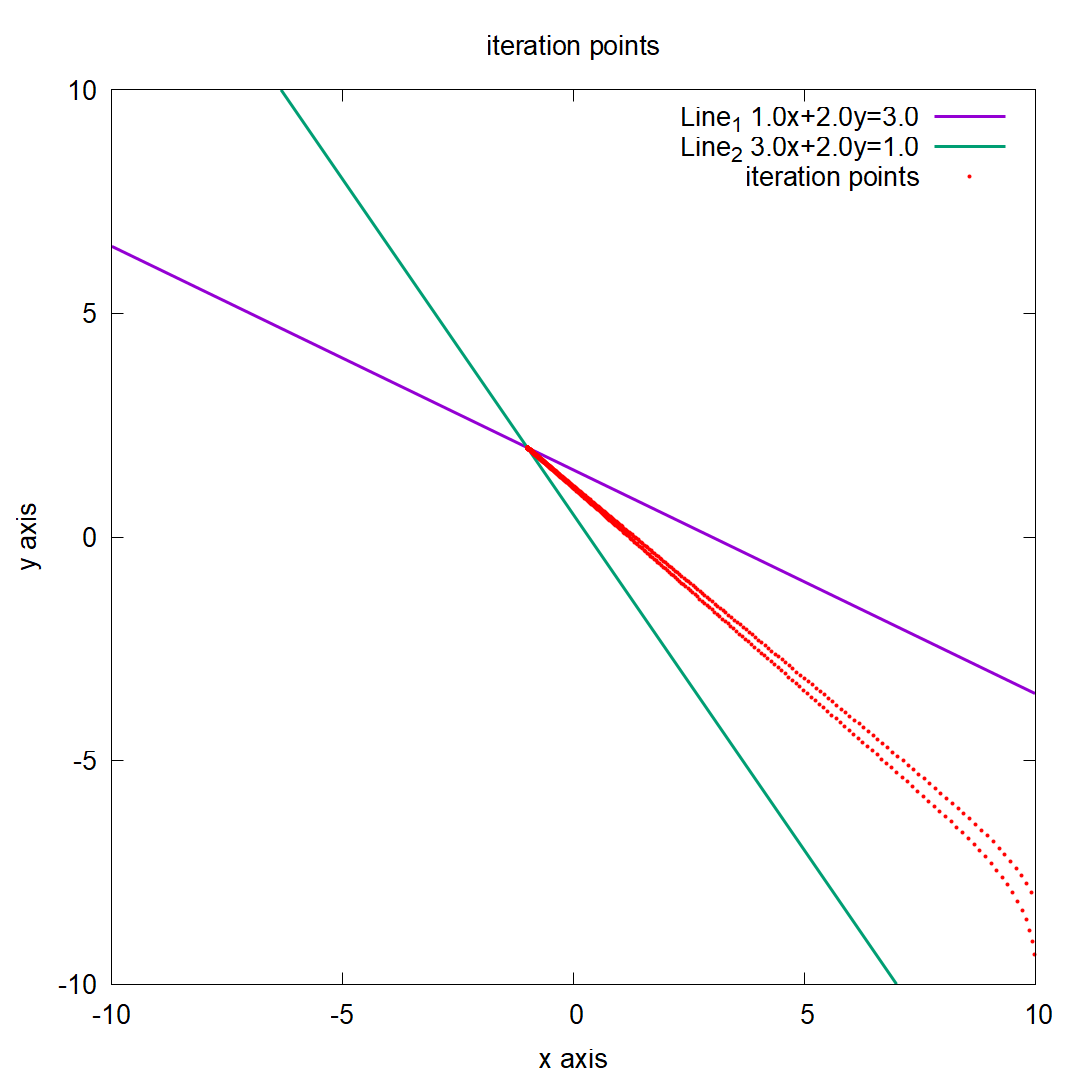 iteration points
Line1 1.0x+2.0y=3.0
Line2 3.0x+2.0y=1.0
iteration points
10
5
0
-5
-10
y axis
-10 -5 0 5 10
x axis